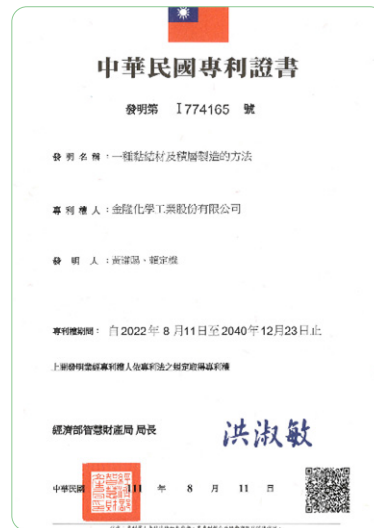 中華民國專利證書
發明第 I774165 號
發明名稱：一種黏結材及積層製造的方法
專利權人：金隆化學工業股份有限公司
發明人：黃
專利權期間：自2022年8月11日至2040年12月23日止
上開發明業經專利權人依專利法之規定取得專利權
經濟部智慧財產局 局長 洪淑敏
中華民國 111 年 8 月 11 日